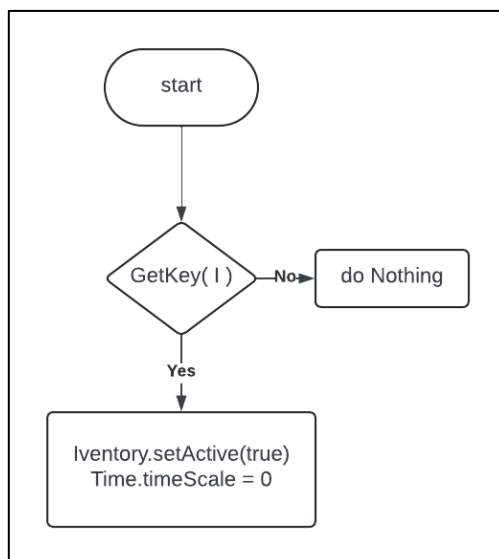 start
GetKey( I )
No
do Nothing
Yes
Iventory.setActive(true)
Time.timeScale = 0